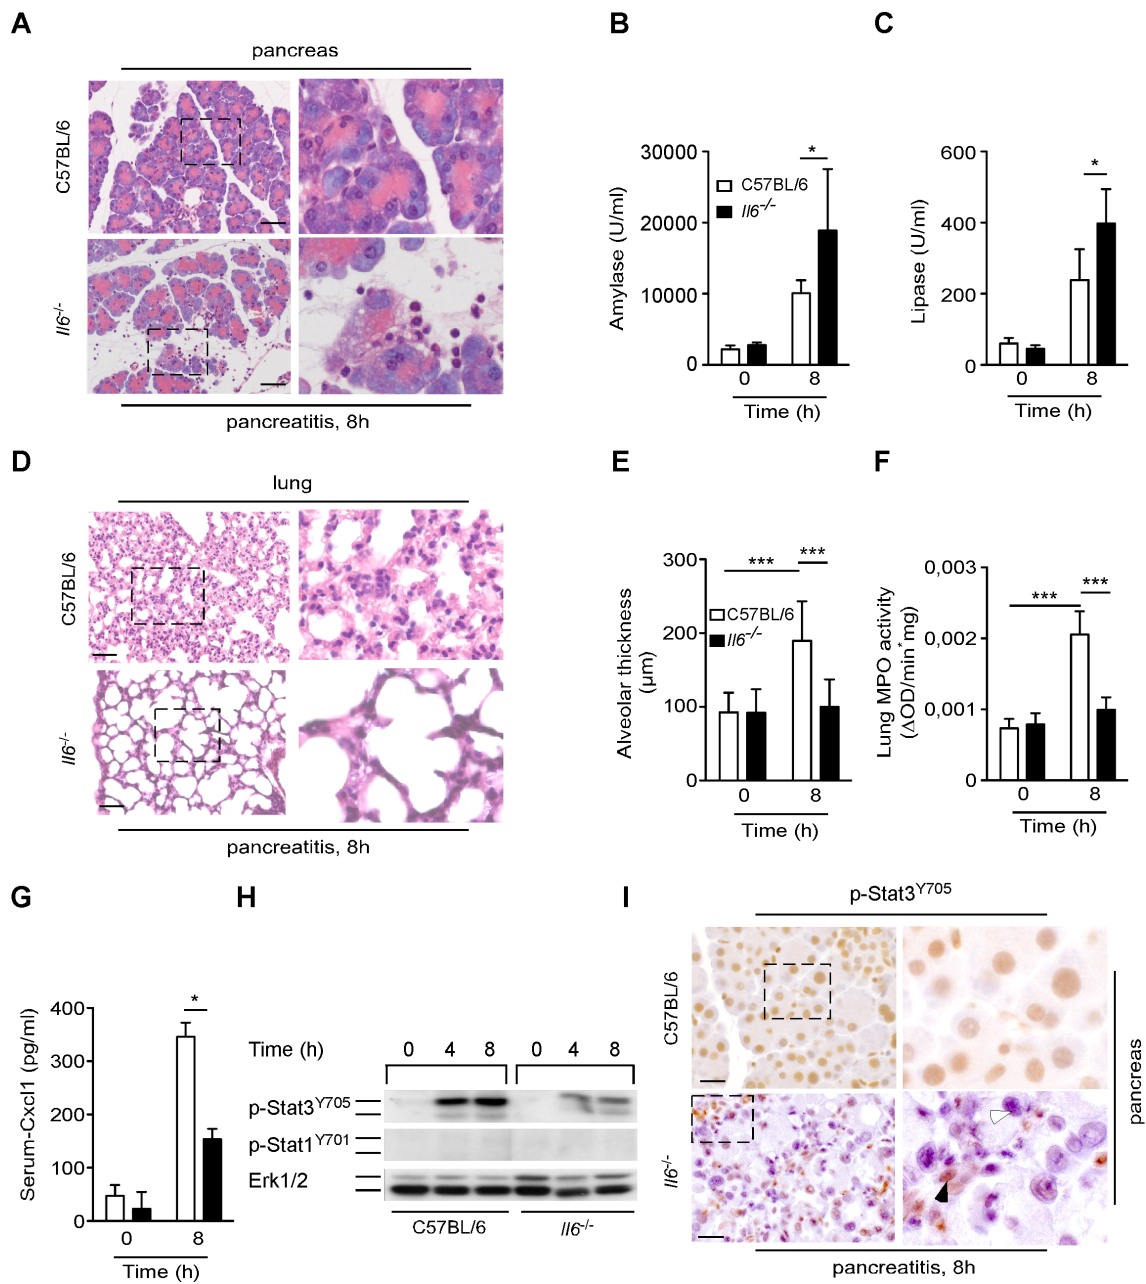 A
pancreas
C57BL/6
Il6-/-
pancreatitis, 8h
B
Amylase (U/ml)
30000
20000
10000
0
*
C57BL/6
Il6-/-
0 8
Time (h)
C
Lipase (U/ml)
600
400
200
0
*
0 8
Time (h)
D
lung
C57BL/6
Il6-/-
pancreatitis, 8h
E
Alveolar thickness
(µm)
300
200
100
0
*** ***
C57BL/6
Il6-/-
0 8
Time (h)
F
Lung MPO activity
(ΔOD/min*mg)
0,003
0,002
0,001
0
*** ***
0 8
Time (h)
G
Serum-Cxcl1 (pg/ml)
400
300
200
100
0
*
0 8
Time (h)
H
Time (h) 0 4 8 0 4 8
p-Stat3Y705
p-Stat1Y701
Erk1/2
C57BL/6 Il6-/-
I
p-Stat3Y705
C57BL/6
Il6-/-
pancreas
pancreatitis, 8h